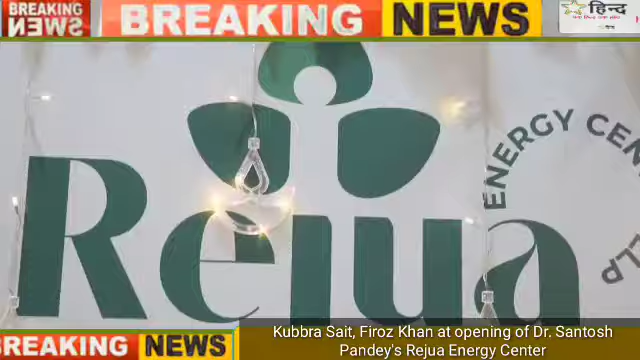 BREAKING
NEWS
BREAKING NEWS
हिन्द
Rejua
ENERGY CENT
LLP
BREAKING NEWS
Kubbra Sait, Firoz Khan at opening of Dr. Santosh
Pandey's Rejua Energy Center